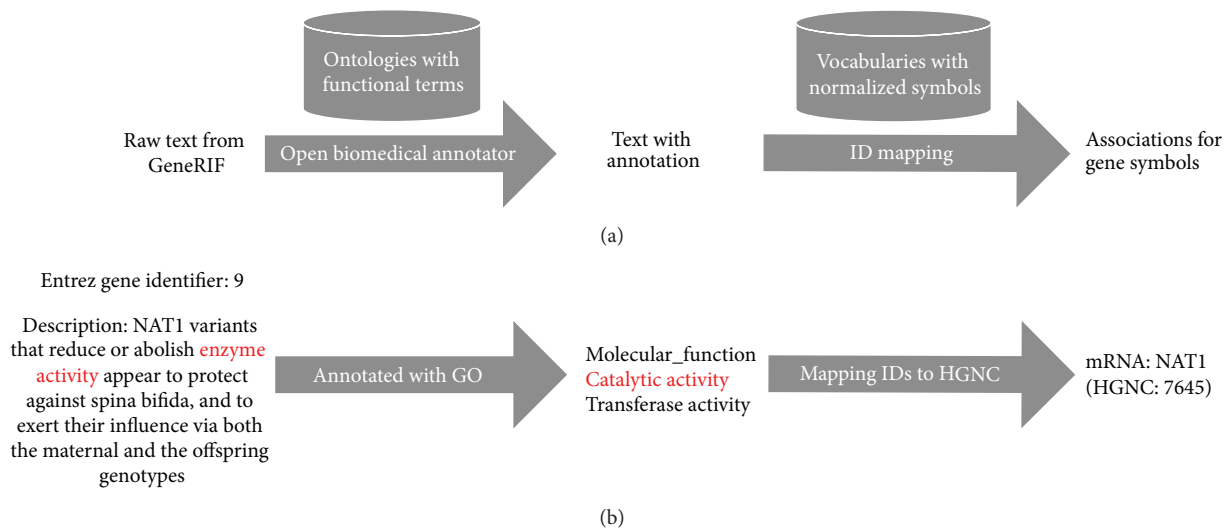 Ontologies with
functional terms
Vocabularies with
normalized symbols
Raw text from
GeneRIF
Open biomedical annotator
Text with
annotation
ID mapping
Associations for
gene symbols
(a)
Entrez gene identifier: 9
Description: NAT1 variants
that reduce or abolish enzyme
activity appear to protect
against spina bifida, and to
exert their influence via both
the maternal and the offspring
genotypes
Annotated with GO
Molecular_function
Catalytic activity
Transferase activity
Mapping IDs to HGNC
mRNA: NAT1
(HGNC: 7645)
(b)